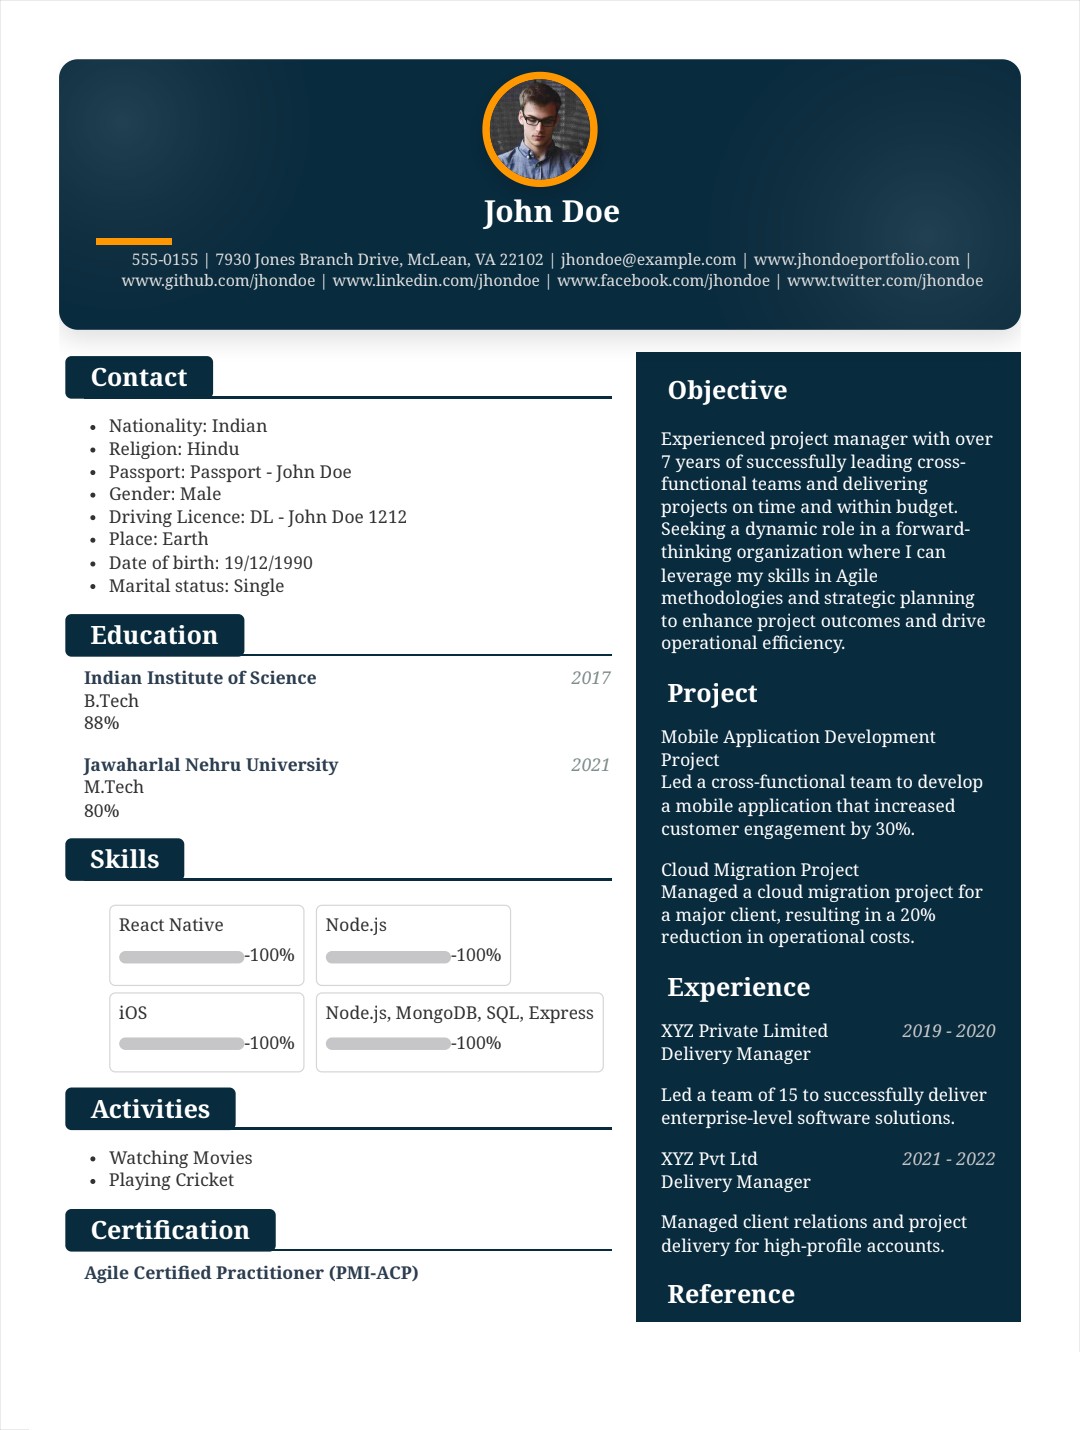 John Doe
555-0155 | 7930 Jones Branch Drive, McLean, VA 22102 | jhondoe@example.com | www.jhondoeportfolio.com |
www.github.com/jhondoe | www.linkedin.com/jhondoe | www.facebook.com/jhondoe | www.twitter.com/jhondoe
Contact
• Nationality: Indian
• Religion: Hindu
• Passport: Passport - John Doe
• Gender: Male
• Driving Licence: DL - John Doe 1212
• Place: Earth
• Date of birth: 19/12/1990
• Marital status: Single
Education
Indian Institute of Science 2017
B.Tech
88%
Jawaharlal Nehru University 2021
M.Tech
80%
Skills
React Native
-100%
Node.js
-100%
iOS
-100%
Node.js, MongoDB, SQL, Express
-100%
Activities
• Watching Movies
• Playing Cricket
Certification
Agile Certified Practitioner (PMI-ACP)
Objective
Experienced project manager with over
7 years of successfully leading cross-
functional teams and delivering
projects on time and within budget.
Seeking a dynamic role in a forward-
thinking organization where I can
leverage my skills in Agile
methodologies and strategic planning
to enhance project outcomes and drive
operational efficiency.
Project
Mobile Application Development
Project
Led a cross-functional team to develop
a mobile application that increased
customer engagement by 30%.
Cloud Migration Project
Managed a cloud migration project for
a major client, resulting in a 20%
reduction in operational costs.
Experience
XYZ Private Limited 2019 - 2020
Delivery Manager
Led a team of 15 to successfully deliver
enterprise-level software solutions.
XYZ Pvt Ltd 2021 - 2022
Delivery Manager
Managed client relations and project
delivery for high-profile accounts.
Reference